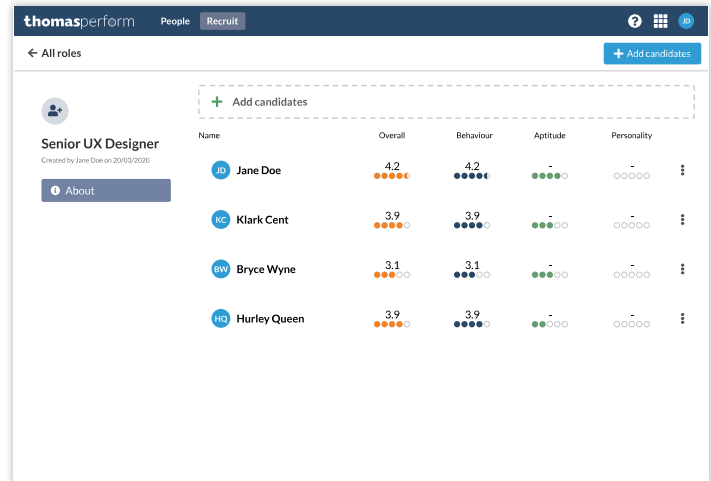 thomasperform People Recruit ? JD
← All roles + Add candidates
+ Add candidates
Senior UX Designer
Created by Jane Doe on 20/03/2020
About
Name Overall Behaviour Aptitude Personality
JD Jane Doe 4.2 4.2 - -
KC Klark Cent 3.9 3.9 - -
BW Bryce Wyne 3.1 3.1 - -
HQ Hurley Queen 3.9 3.9 - -